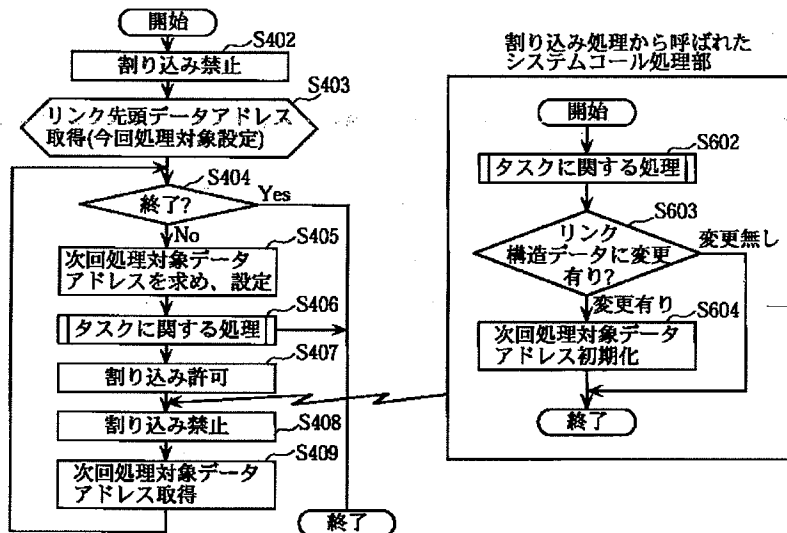 開始
S402
割り込み禁止
S403
リンク先頭データアドレス
取得(今回処理対象設定)
S404
終了?
Yes
No
S405
次回処理対象データ
アドレスを求め、設定
S406
タスクに関する処理
S407
割り込み許可
割り込み禁止
S408
S409
次回処理対象データ
アドレス取得
終了
割り込み処理から呼ばれた
システムコール処理部
開始
S602
タスクに関する処理
S603
リンク
構造データに変更
有り?
変更無し
変更有り
S604
次回処理対象データ
アドレス初期化
終了